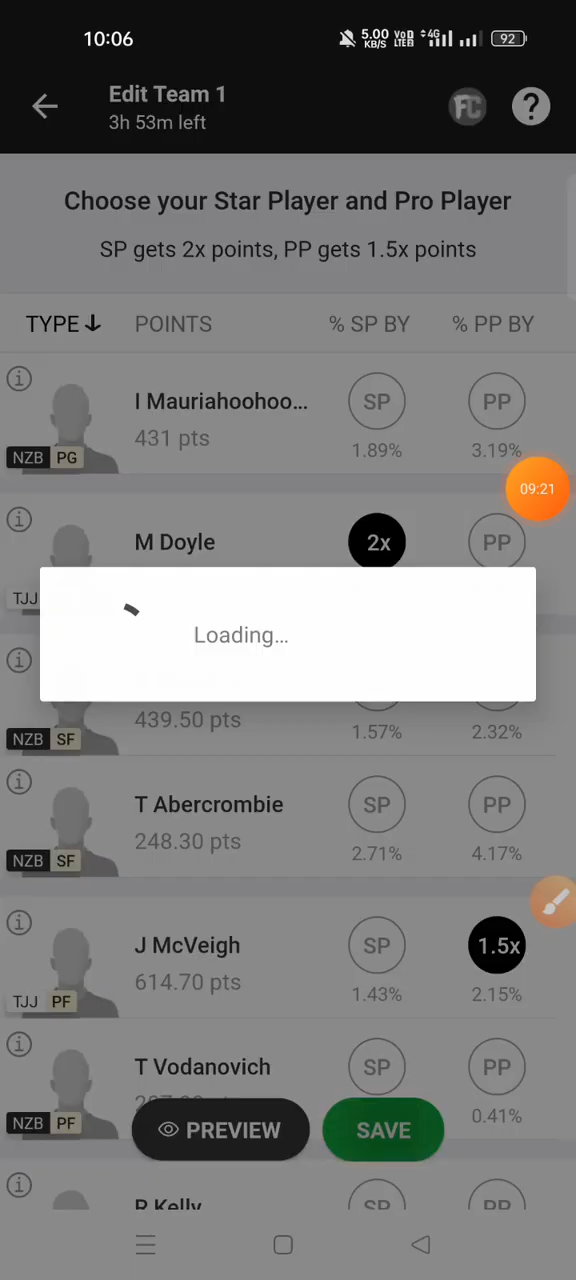 10:06
5.00 KB/S VoD LTE 4G 92
Edit Team 1
3h 53m left
FC ?
Choose your Star Player and Pro Player
SP gets 2x points, PP gets 1.5x points
TYPE POINTS % SP BY % PP BY
I Mauriahoohoo... SP PP
431 pts
NZB PG 1.89% 3.19%
09:21
M Doyle 2x PP
TJJ
Loading...
439.50 pts
NZB SF 1.57% 2.32%
T Abercrombie SP PP
248.30 pts
NZB SF 2.71% 4.17%
J McVeigh SP 1.5x
614.70 pts
TJJ PF 1.43% 2.15%
T Vodanovich SP PP
NZB PF 0.41%
PREVIEW SAVE
R Kelly SP PP